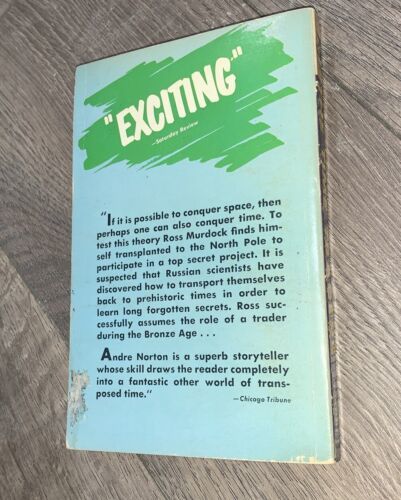 "EXCITING"
—Saturday Review
"If it is possible to conquer space, then
perhaps one can also conquer time. To
test this theory Ross Murdock finds him-
self transplanted to the North Pole to
participate in a top secret project. It is
suspected that Russian scientists have
discovered how to transport themselves
back to prehistoric times in order to
learn long forgotten secrets. Ross suc-
cessfully assumes the role of a trader
during the Bronze Age . . .
Andre Norton is a superb storyteller
whose skill draws the reader completely
into a fantastic other world of trans-
posed time."
—Chicago Tribune